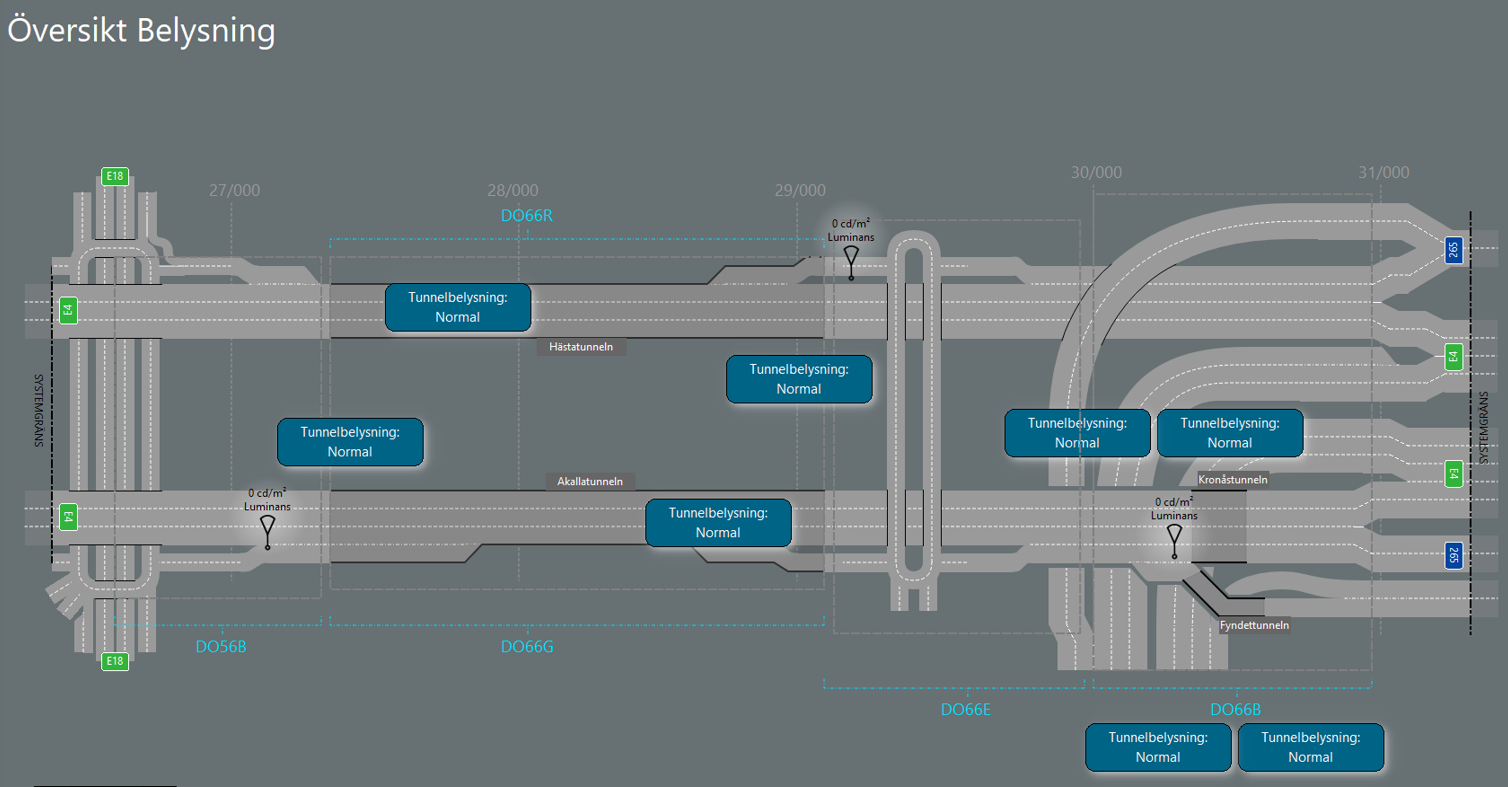 Översikt Belysning
E18
27/000
28/000
29/000
30/000
31/000
DO66R
0 cd/m²
Luminans
265
E4
Tunnelbelysning:
Normal
Hästatunneln
E4
Tunnelbelysning:
Normal
SYSTEMGRÄNS
SYSTEMGRÄNS
Tunnelbelysning:
Normal
Tunnelbelysning:
Normal
Tunnelbelysning:
Normal
Akallatunneln
Kronåstunneln
E4
0 cd/m²
Luminans
E4
Tunnelbelysning:
Normal
0 cd/m²
Luminans
265
Fyndettunneln
DO56B
DO66G
E18
DO66E
DO66B
Tunnelbelysning:
Normal
Tunnelbelysning:
Normal